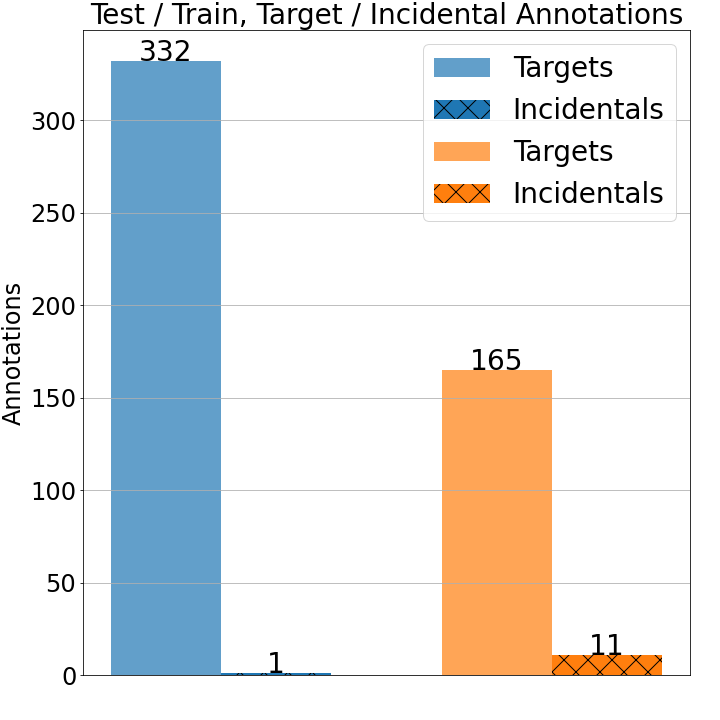 Test / Train, Target / Incidental Annotations
332
Targets
Incidentals
Targets
Incidentals
300
250
200
165
150
100
50
11
1
0
Annotations